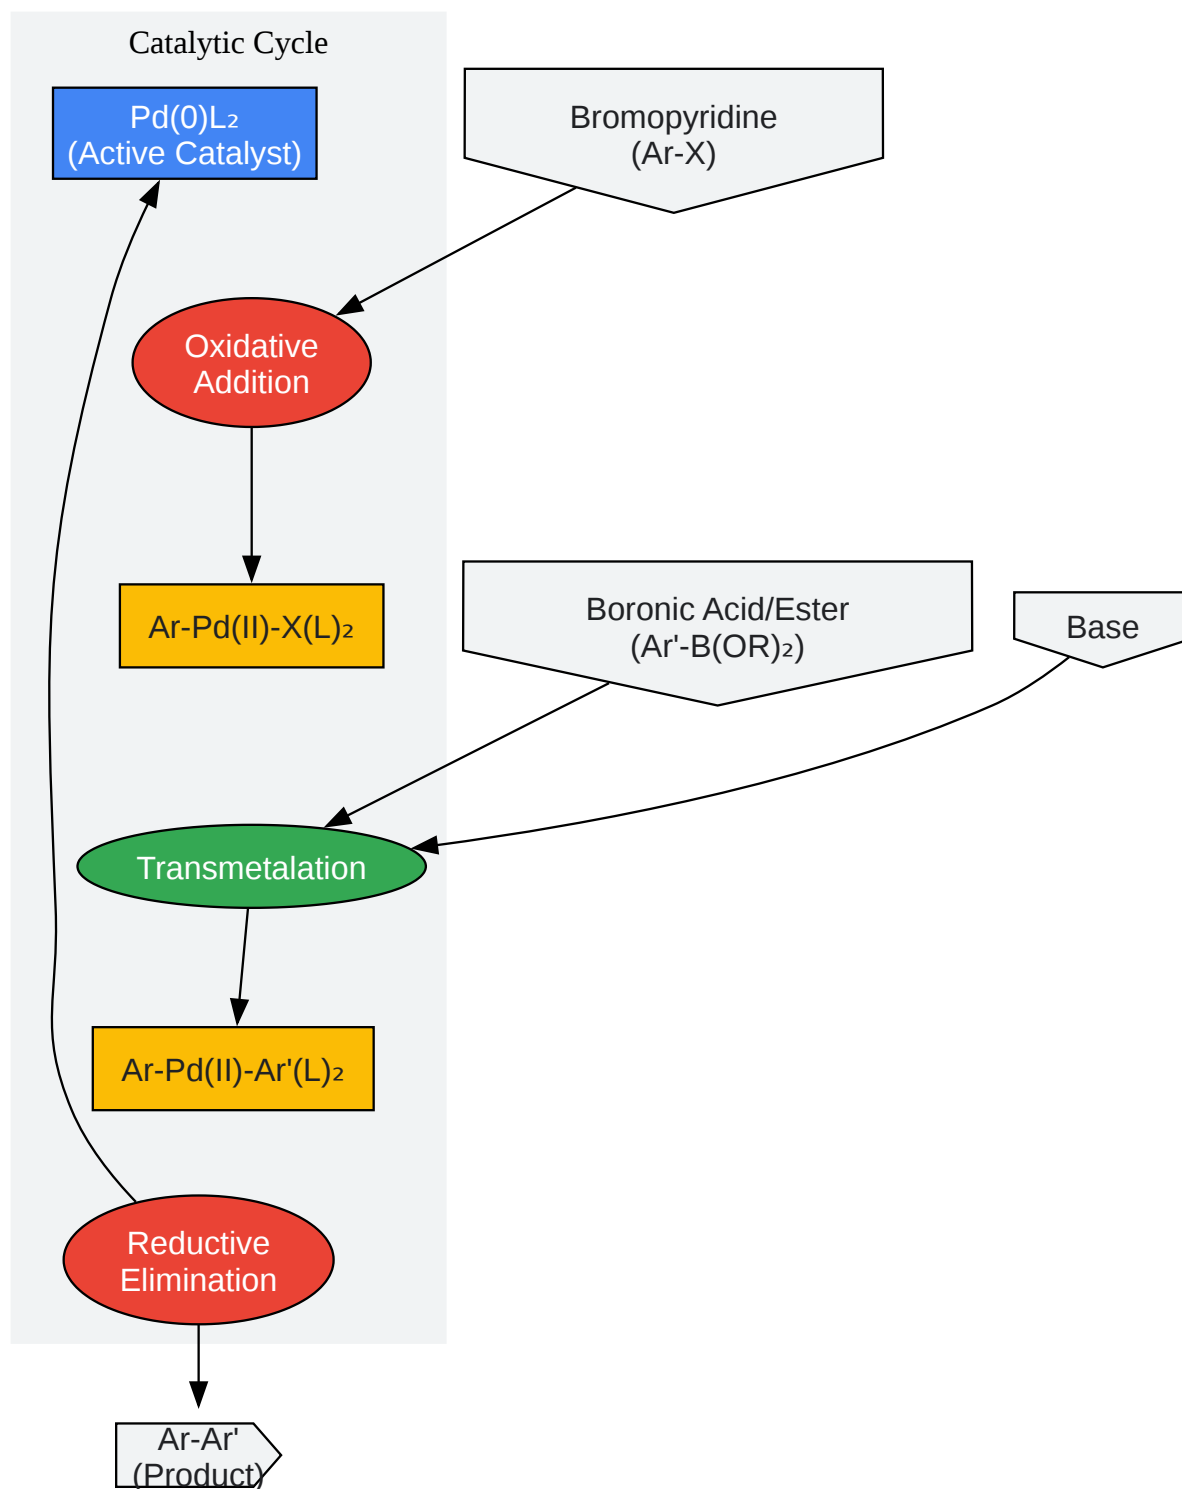 Catalytic Cycle
Pd(0)L₂
(Active Catalyst)
Bromopyridine
(Ar-X)
Oxidative
Addition
Ar-Pd(II)-X(L)₂
Boronic Acid/Ester
(Ar'-B(OR)₂)
Base
Transmetalation
Ar-Pd(II)-Ar'(L)₂
Reductive
Elimination
Ar-Ar'
(Product)